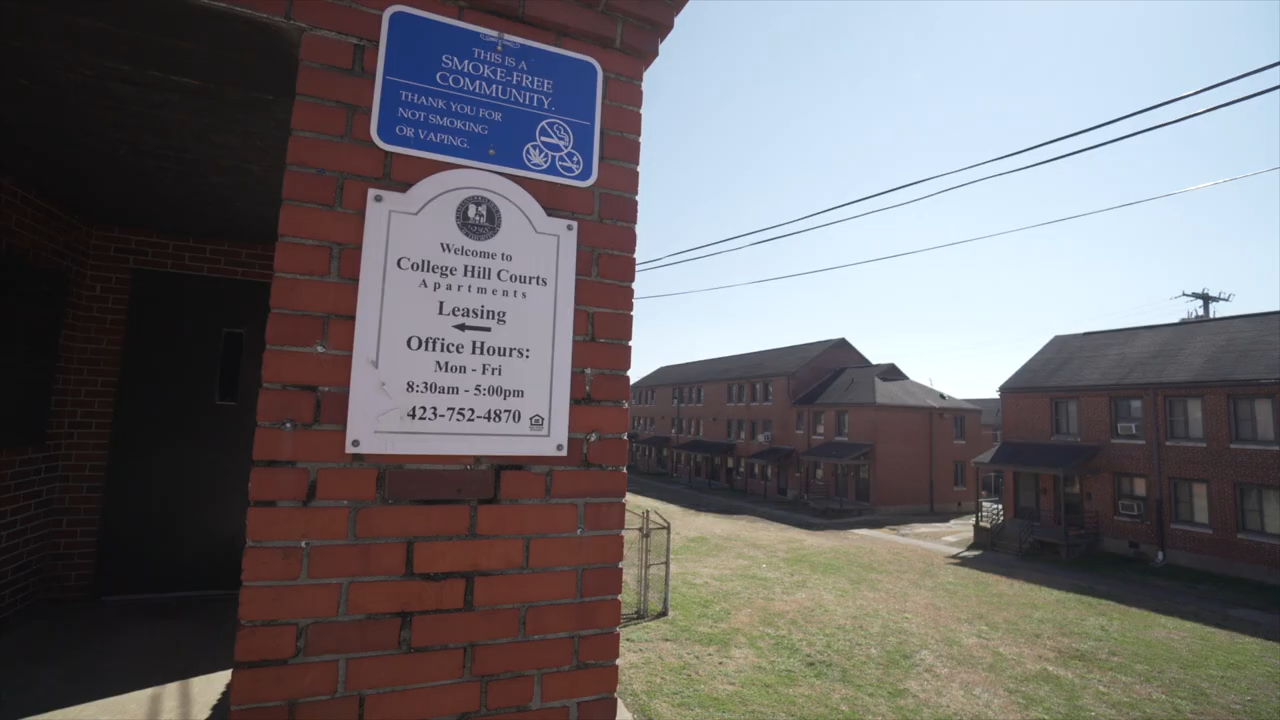 THIS IS A
SMOKE-FREE
COMMUNITY.
THANK YOU FOR
NOT SMOKING
OR VAPING.
Welcome to
College Hill Courts
Apartments
Leasing
Office Hours:
Mon - Fri
8:30am - 5:00pm
423-752-4870